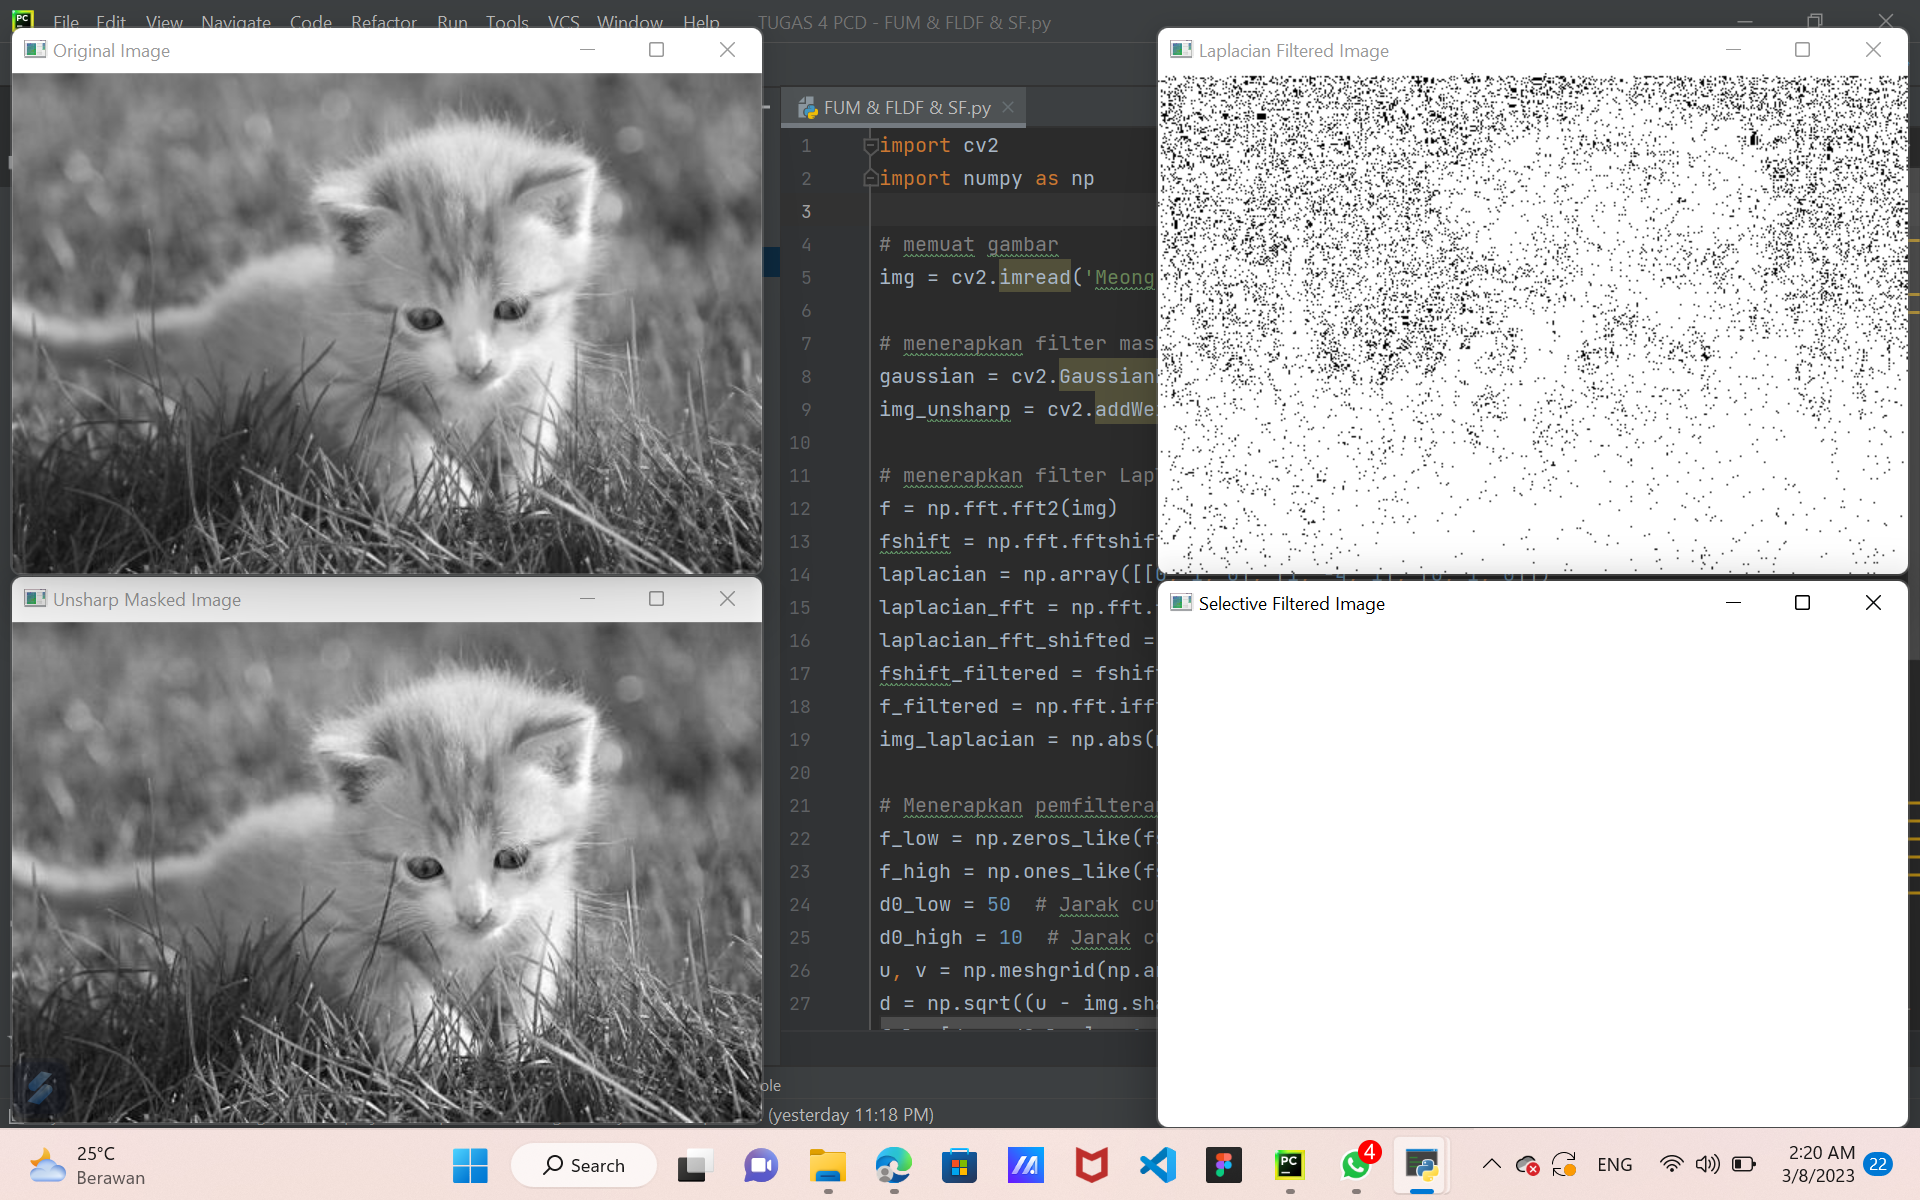 File Edit View Navigate Code Refactor Run Tools VCS Window Help TUGAS 4 PCD - FUM & FLDF & SF.py
Original Image
Laplacian Filtered Image
FUM & FLDF & SF.py
1 import cv2
2 import numpy as np
3
4 # memuat gambar
5 img = cv2.imread('Meong
6
7 # menerapkan filter mas
8 gaussian = cv2.Gaussian
9 img_unsharp = cv2.addWe
10
11 # menerapkan filter Lap
12 f = np.fft.fft2(img)
13 fshift = np.fft.fftshif
14 laplacian = np.array([[
15 laplacian_fft = np.fft.
16 laplacian_fft_shifted =
17 fshift_filtered = fshif
18 f_filtered = np.fft.iff
19 img_laplacian = np.abs(
20
21 # Menerapkan pemfiltera
22 f_low = np.zeros_like(f
23 f_high = np.ones_like(f
24 d0_low = 50 # Jarak cu
25 d0_high = 10 # Jarak c
26 u, v = np.meshgrid(np.a
27 d = np.sqrt((u - img.sh
Unsharp Masked Image
Selective Filtered Image
ole
(yesterday 11:18 PM)
25°C
Berawan
Search
PC
4
ENG
2:20 AM
3/8/2023
22